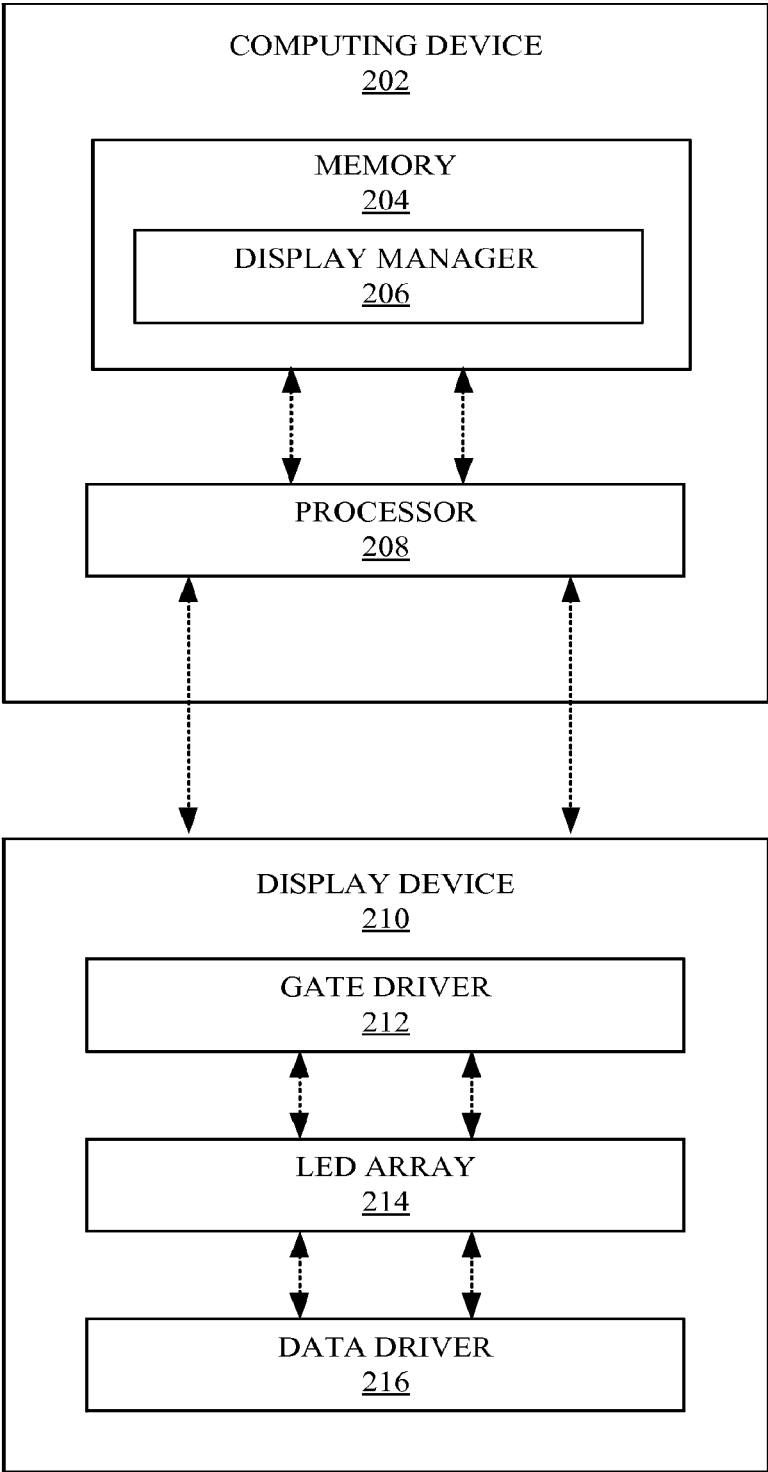 COMPUTING DEVICE
202
MEMORY
204
DISPLAY MANAGER
206
PROCESSOR
208
DISPLAY DEVICE
210
GATE DRIVER
212
LED ARRAY
214
DATA DRIVER
216